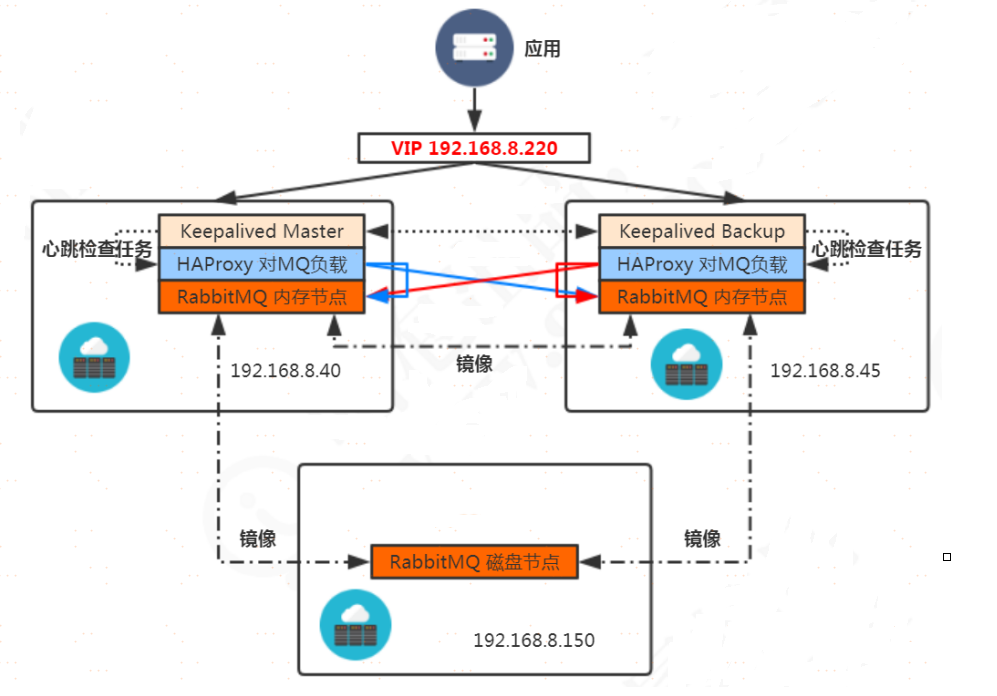 应用
VIP 192.168.8.220
Keepalived Master
心跳检查任务
HAProxy 对MQ负载
RabbitMQ 内存节点
192.168.8.40
Keepalived Backup
心跳检查任务
HAProxy 对MQ负载
RabbitMQ 内存节点
192.168.8.45
镜像
镜像
镜像
RabbitMQ 磁盘节点
192.168.8.150